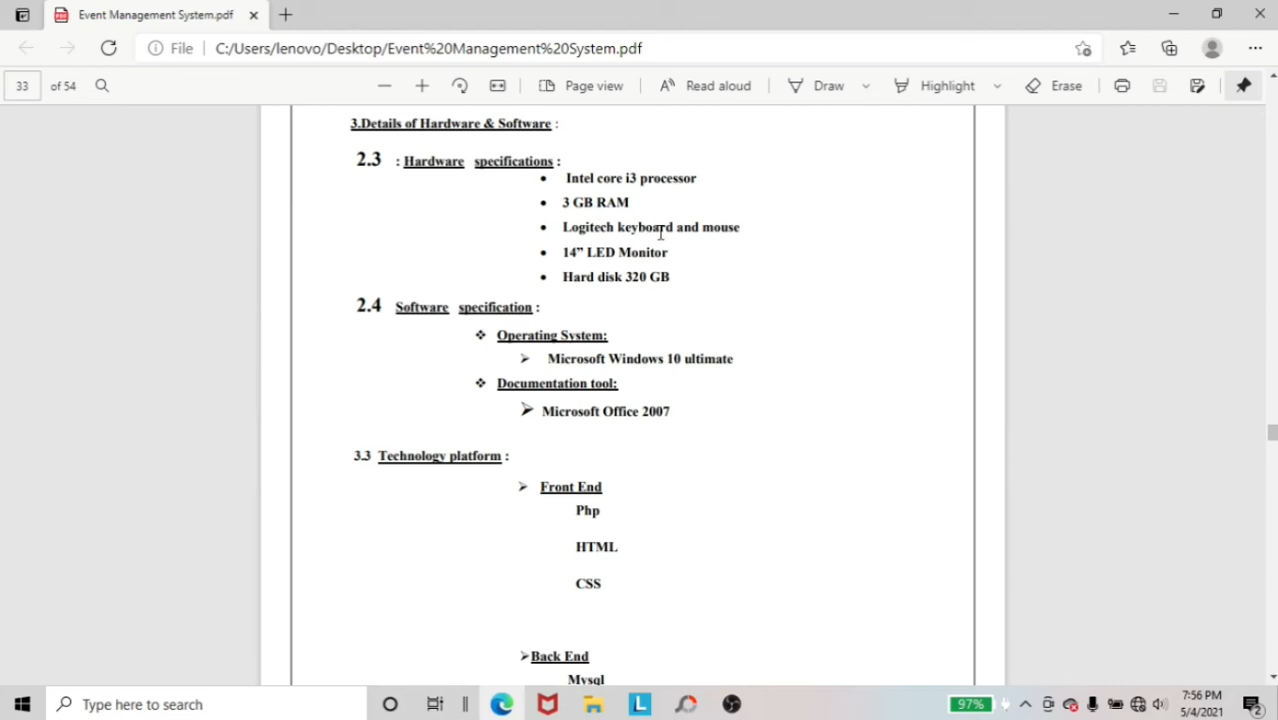 Event Management System.pdf
File
C:/Users/lenovo/Desktop/Event%20Management%20System.pdf
33 of 54
Page view
Read aloud
Draw
Highlight
Erase
3.Details of Hardware & Software :
2.3 : Hardware specifications :
• Intel core i3 processor
• 3 GB RAM
• Logitech keyboard and mouse
• 14” LED Monitor
• Hard disk 320 GB
2.4 Software specification :
❖ Operating System:
➢ Microsoft Windows 10 ultimate
❖ Documentation tool:
➢ Microsoft Office 2007
3.3 Technology platform :
➢ Front End
Php
HTML
CSS
➢Back End
Mysql
Type here to search
97%
7:56 PM
5/4/2021
2